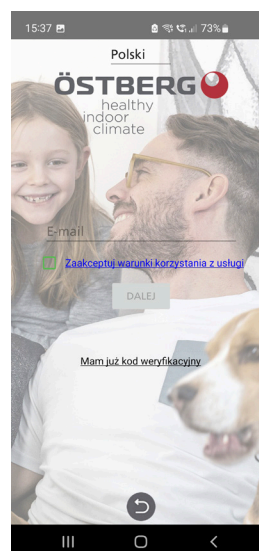 15:37
73%
Polski
ÖSTBERG
healthy
indoor
climate
E-mail
Zaakceptuj warunki korzystania z usługi
DALEJ
Mam już kod weryfikacyjny